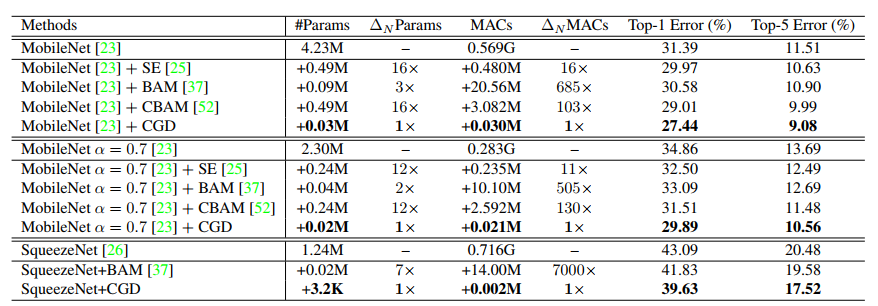 Methods #Params Δ_N Params MACs Δ_N MACs Top-1 Error (%) Top-5 Error (%)
MobileNet [23] 4.23M – 0.569G – 31.39 11.51
MobileNet [23] + SE [25] +0.49M 16× +0.480M 16× 29.97 10.63
MobileNet [23] + BAM [37] +0.09M 3× +20.56M 685× 30.58 10.90
MobileNet [23] + CBAM [52] +0.49M 16× +3.082M 103× 29.01 9.99
MobileNet [23] + CGD +0.03M 1× +0.030M 1× 27.44 9.08
MobileNet α = 0.7 [23] 2.30M – 0.283G – 34.86 13.69
MobileNet α = 0.7 [23] + SE [25] +0.24M 12× +0.235M 11× 32.50 12.49
MobileNet α = 0.7 [23] + BAM [37] +0.04M 2× +10.10M 505× 33.09 12.69
MobileNet α = 0.7 [23] + CBAM [52] +0.24M 12× +2.592M 130× 31.51 11.48
MobileNet α = 0.7 [23] + CGD +0.02M 1× +0.021M 1× 29.89 10.56
SqueezeNet [26] 1.24M – 0.716G – 43.09 20.48
SqueezeNet+BAM [37] +0.02M 7× +14.00M 7000× 41.83 19.58
SqueezeNet+CGD +3.2K 1× +0.002M 1× 39.63 17.52